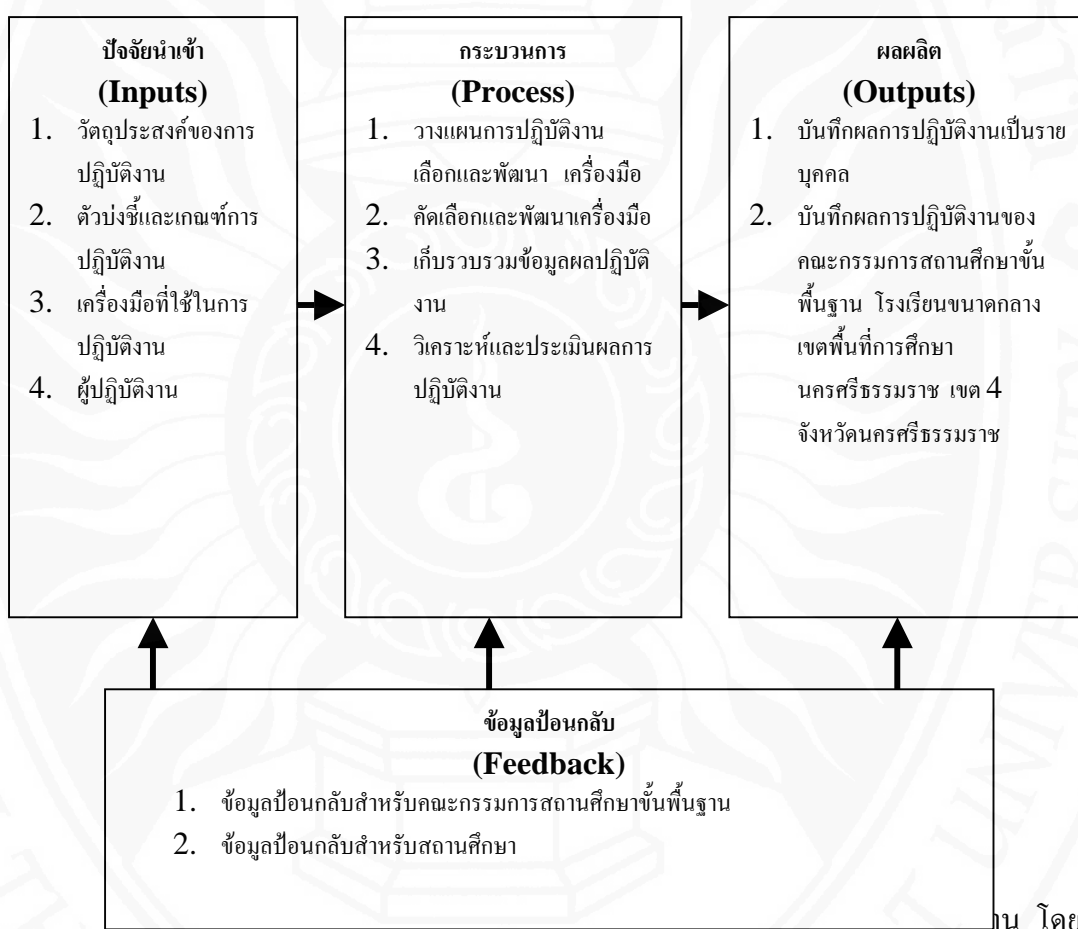 ปัจจัยนำเข้า
(Inputs)
1. วัตถุประสงค์ของการ
ปฏิบัติงาน
2. ตัวบ่งชี้และเกณฑ์การ
ปฏิบัติงาน
3. เครื่องมือที่ใช้ในการ
ปฏิบัติงาน
4. ผู้ปฏิบัติงาน
กระบวนการ
(Process)
1. วางแผนการปฏิบัติงาน
เลือกและพัฒนา เครื่องมือ
2. คัดเลือกและพัฒนาเครื่องมือ
3. เก็บรวบรวมข้อมูลผลปฏิบัติ
งาน
4. วิเคราะห์และประเมินผลการ
ปฏิบัติงาน
ผลผลิต
(Outputs)
1. บันทึกผลการปฏิบัติงานเป็นราย
บุคคล
2. บันทึกผลการปฏิบัติงานของ
คณะกรรมการสถานศึกษาขั้น
พื้นฐาน โรงเรียนขนาดกลาง
เขตพื้นที่การศึกษา
นครศรีธรรมราช เขต 4
จังหวัดนครศรีธรรมราช
ข้อมูลป้อนกลับ
(Feedback)
1. ข้อมูลป้อนกลับสำหรับคณะกรรมการสถานศึกษาขั้นพื้นฐาน
2. ข้อมูลป้อนกลับสำหรับสถานศึกษา
โดย